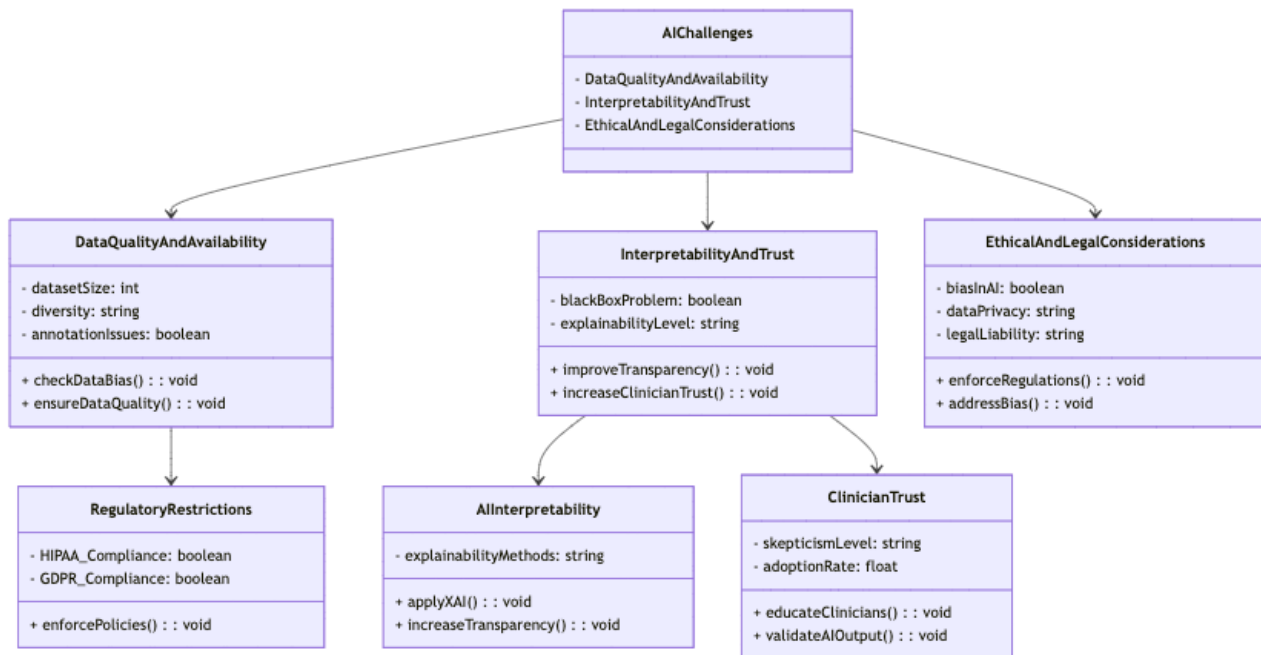 AIChallenges
- DataQualityAndAvailability
- InterpretabilityAndTrust
- EthicalAndLegalConsiderations
DataQualityAndAvailability
- datasetSize: int
- diversity: string
- annotationIssues: boolean
+ checkDataBias() : : void
+ ensureDataQuality() : : void
InterpretabilityAndTrust
- blackBoxProblem: boolean
- explainabilityLevel: string
+ improveTransparency() : : void
+ increaseClinicianTrust() : : void
EthicalAndLegalConsiderations
- biasInAI: boolean
- dataPrivacy: string
- legalLiability: string
+ enforceRegulations() : : void
+ addressBias() : : void
RegulatoryRestrictions
- HIPAA_Compliance: boolean
- GDPR_Compliance: boolean
+ enforcePolicies() : : void
AIInterpretability
- explainabilityMethods: string
+ applyXAI() : : void
+ increaseTransparency() : : void
ClinicianTrust
- skepticismLevel: string
- adoptionRate: float
+ educateClinicians() : : void
+ validateAIOutput() : : void